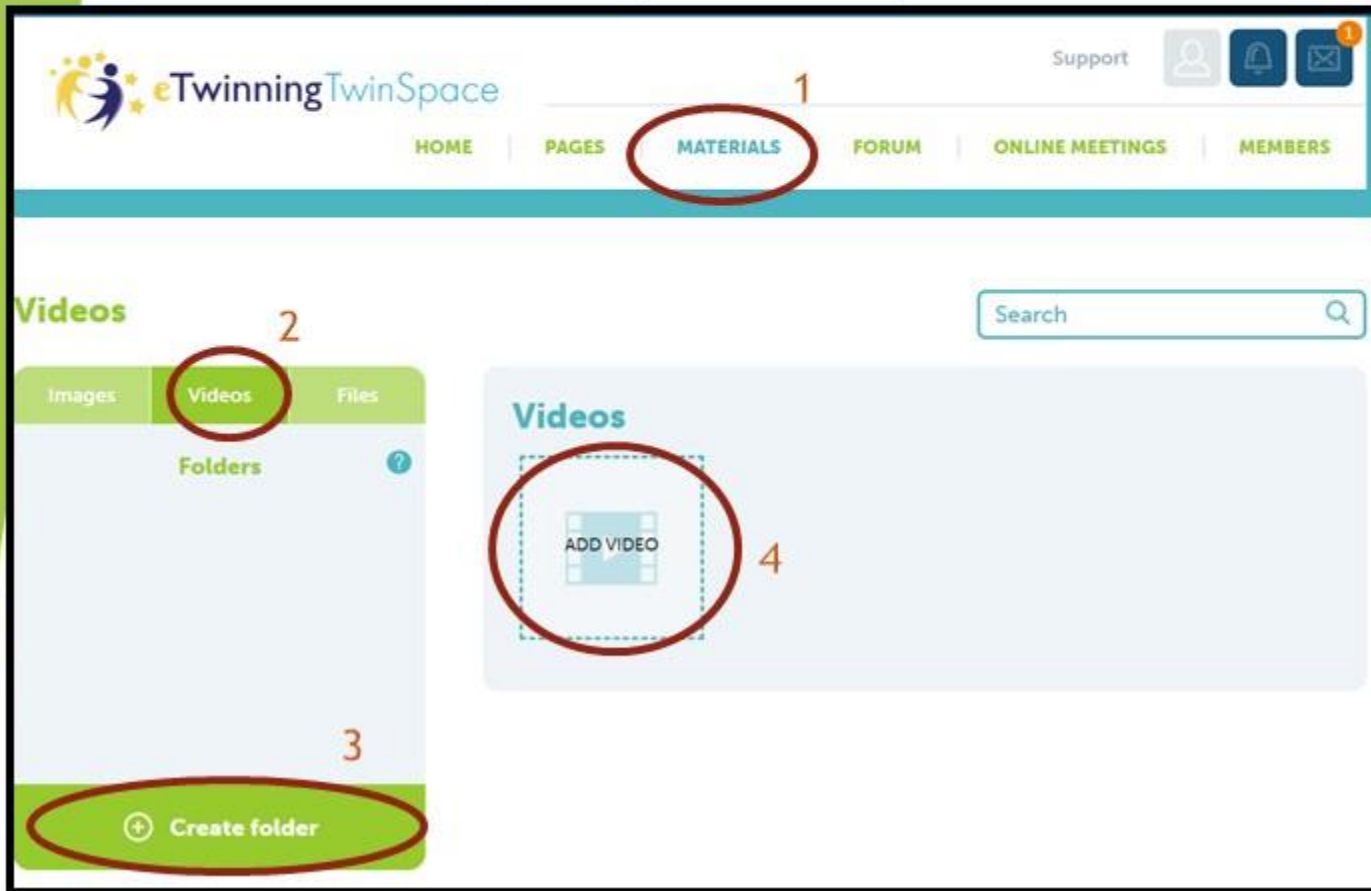 Support
1
eTwinning TwinSpace
1
HOME PAGES MATERIALS FORUM ONLINE MEETINGS MEMBERS
Videos
Search
2
Images Videos Files
Folders ?
Videos
ADD VIDEO
4
3
Create folder